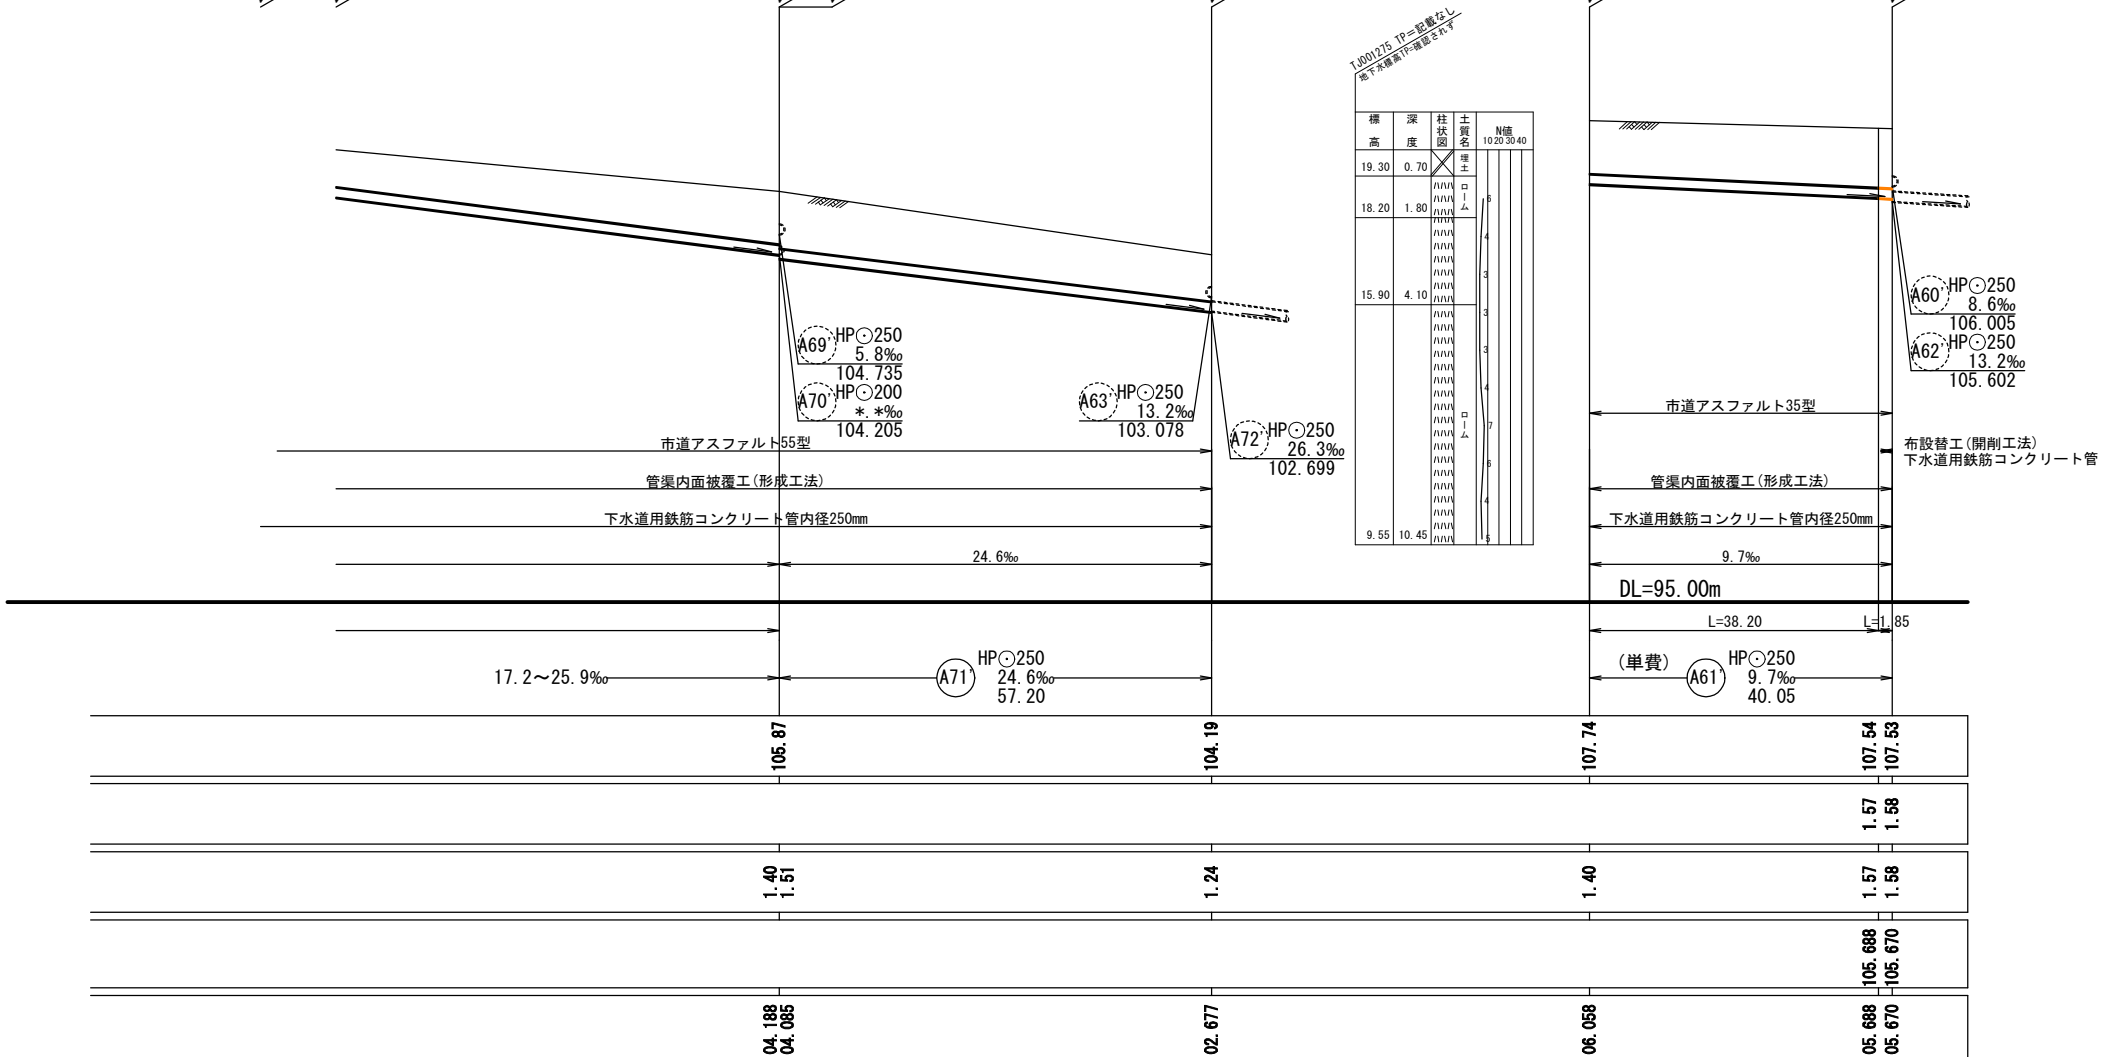 TJ001275 TP=記載なし
地下水標高TP=確認されず
標高 深度 柱状図 土質名 N値
10 20 30 40
19.30 0.70 埋土
18.20 1.80 ローム
15.90 4.10
9.55 10.45 ローム
6
4
3
3
3
4
7
6
4
5
A69' HP⊙250
5.8‰
104.735
A70' HP⊙200
*.*‰
104.205
A63' HP⊙250
13.2‰
103.078
A72' HP⊙250
26.3‰
102.699
A60' HP⊙250
8.6‰
106.005
A62' HP⊙250
13.2‰
105.602
市道アスファルト55型
管渠内面被覆工(形成工法)
下水道用鉄筋コンクリート管内径250mm
24.6‰
市道アスファルト35型
布設替工(開削工法)
下水道用鉄筋コンクリート管
管渠内面被覆工(形成工法)
下水道用鉄筋コンクリート管内径250mm
9.7‰
DL=95.00m
L=38.20 L=1.85
17.2～25.9‰
A71' HP⊙250
24.6‰
57.20
(単費) A61' HP⊙250
9.7‰
40.05
105.87 104.19 107.74 107.54 107.53
1.57 1.58
1.40 1.51 1.24 1.40 1.57 1.58
105.688 105.670
04.188 04.085 02.677 06.058 05.688 05.670